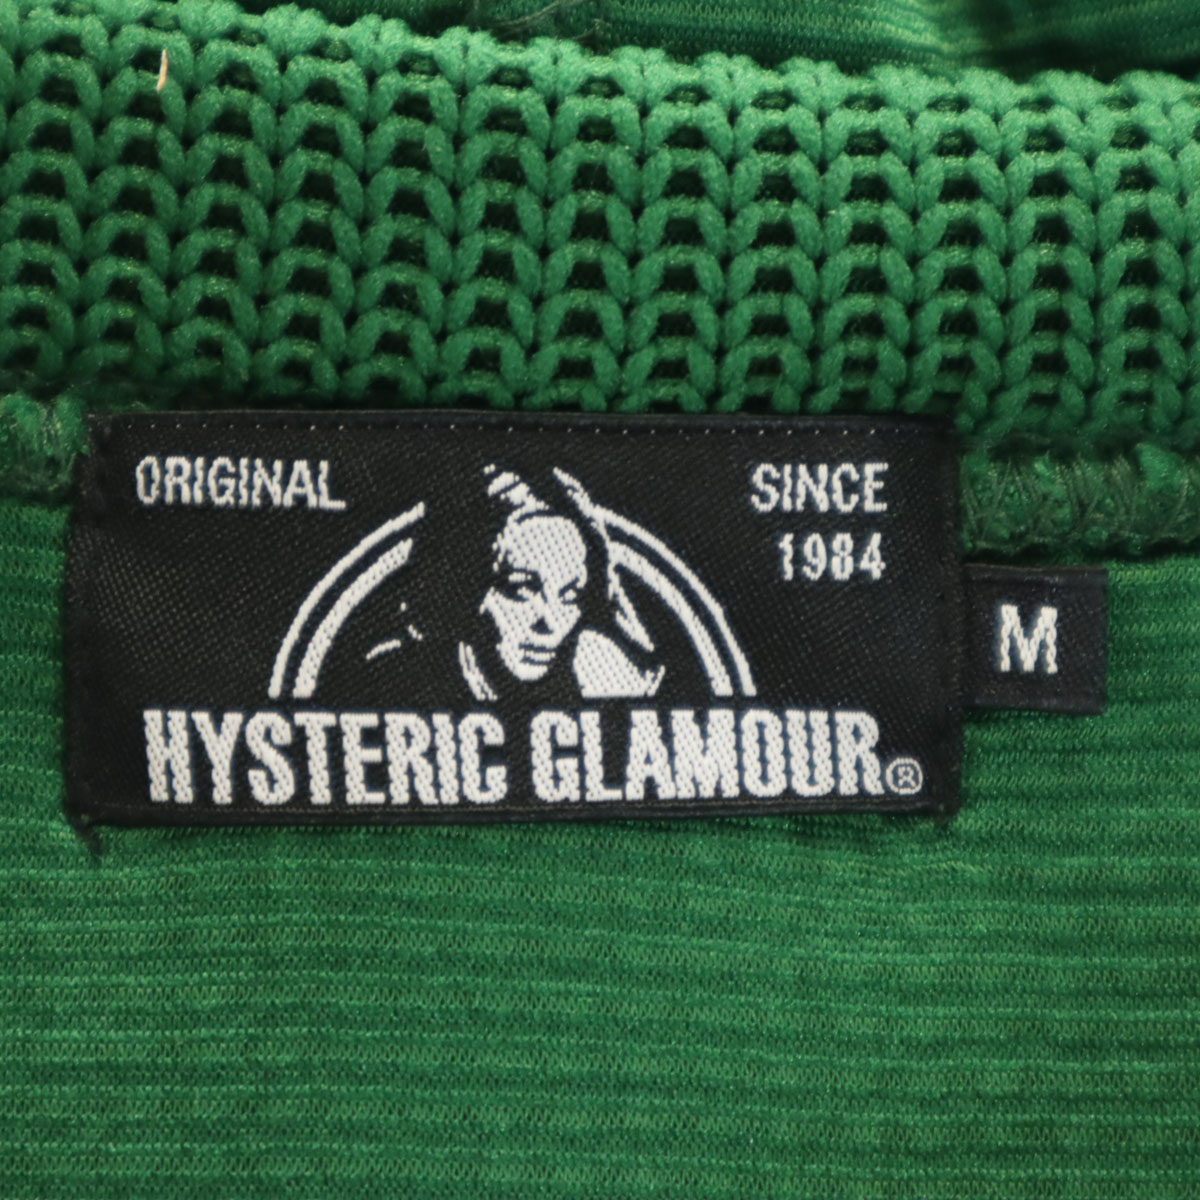 ORIGINAL
SINCE
1984
HYSTERIC GLAMOUR®
M